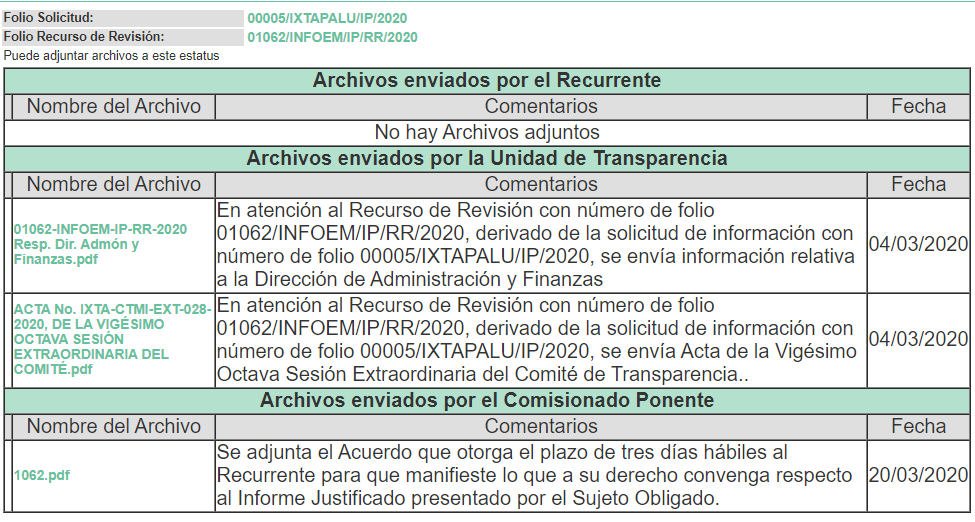 Folio Solicitud: 00005/IXTAPALU/IP/2020
Folio Recurso de Revisión: 01062/INFOEM/IP/RR/2020
Puede adjuntar archivos a este estatus
Archivos enviados por el Recurrente
Nombre del Archivo Comentarios Fecha
No hay Archivos adjuntos
Archivos enviados por la Unidad de Transparencia
Nombre del Archivo Comentarios Fecha
01062-INFOEM-IP-RR-2020
Resp. Dir. Admón y
Finanzas.pdf
En atención al Recurso de Revisión con número de folio
01062/INFOEM/IP/RR/2020, derivado de la solicitud de información con
número de folio 00005/IXTAPALU/IP/2020, se envía información relativa
a la Dirección de Administración y Finanzas
04/03/2020
ACTA No. IXTA-CTMI-EXT-028-
2020, DE LA VIGÉSIMO
OCTAVA SESIÓN
EXTRAORDINARIA DEL
COMITÉ.pdf
En atención al Recurso de Revisión con número de folio
01062/INFOEM/IP/RR/2020, derivado de la solicitud de información con
número de folio 00005/IXTAPALU/IP/2020, se envía Acta de la Vigésimo
Octava Sesión Extraordinaria del Comité de Transparencia..
04/03/2020
Archivos enviados por el Comisionado Ponente
Nombre del Archivo Comentarios Fecha
1062.pdf
Se adjunta el Acuerdo que otorga el plazo de tres días hábiles al
Recurrente para que manifieste lo que a su derecho convenga respecto
al Informe Justificado presentado por el Sujeto Obligado.
20/03/2020